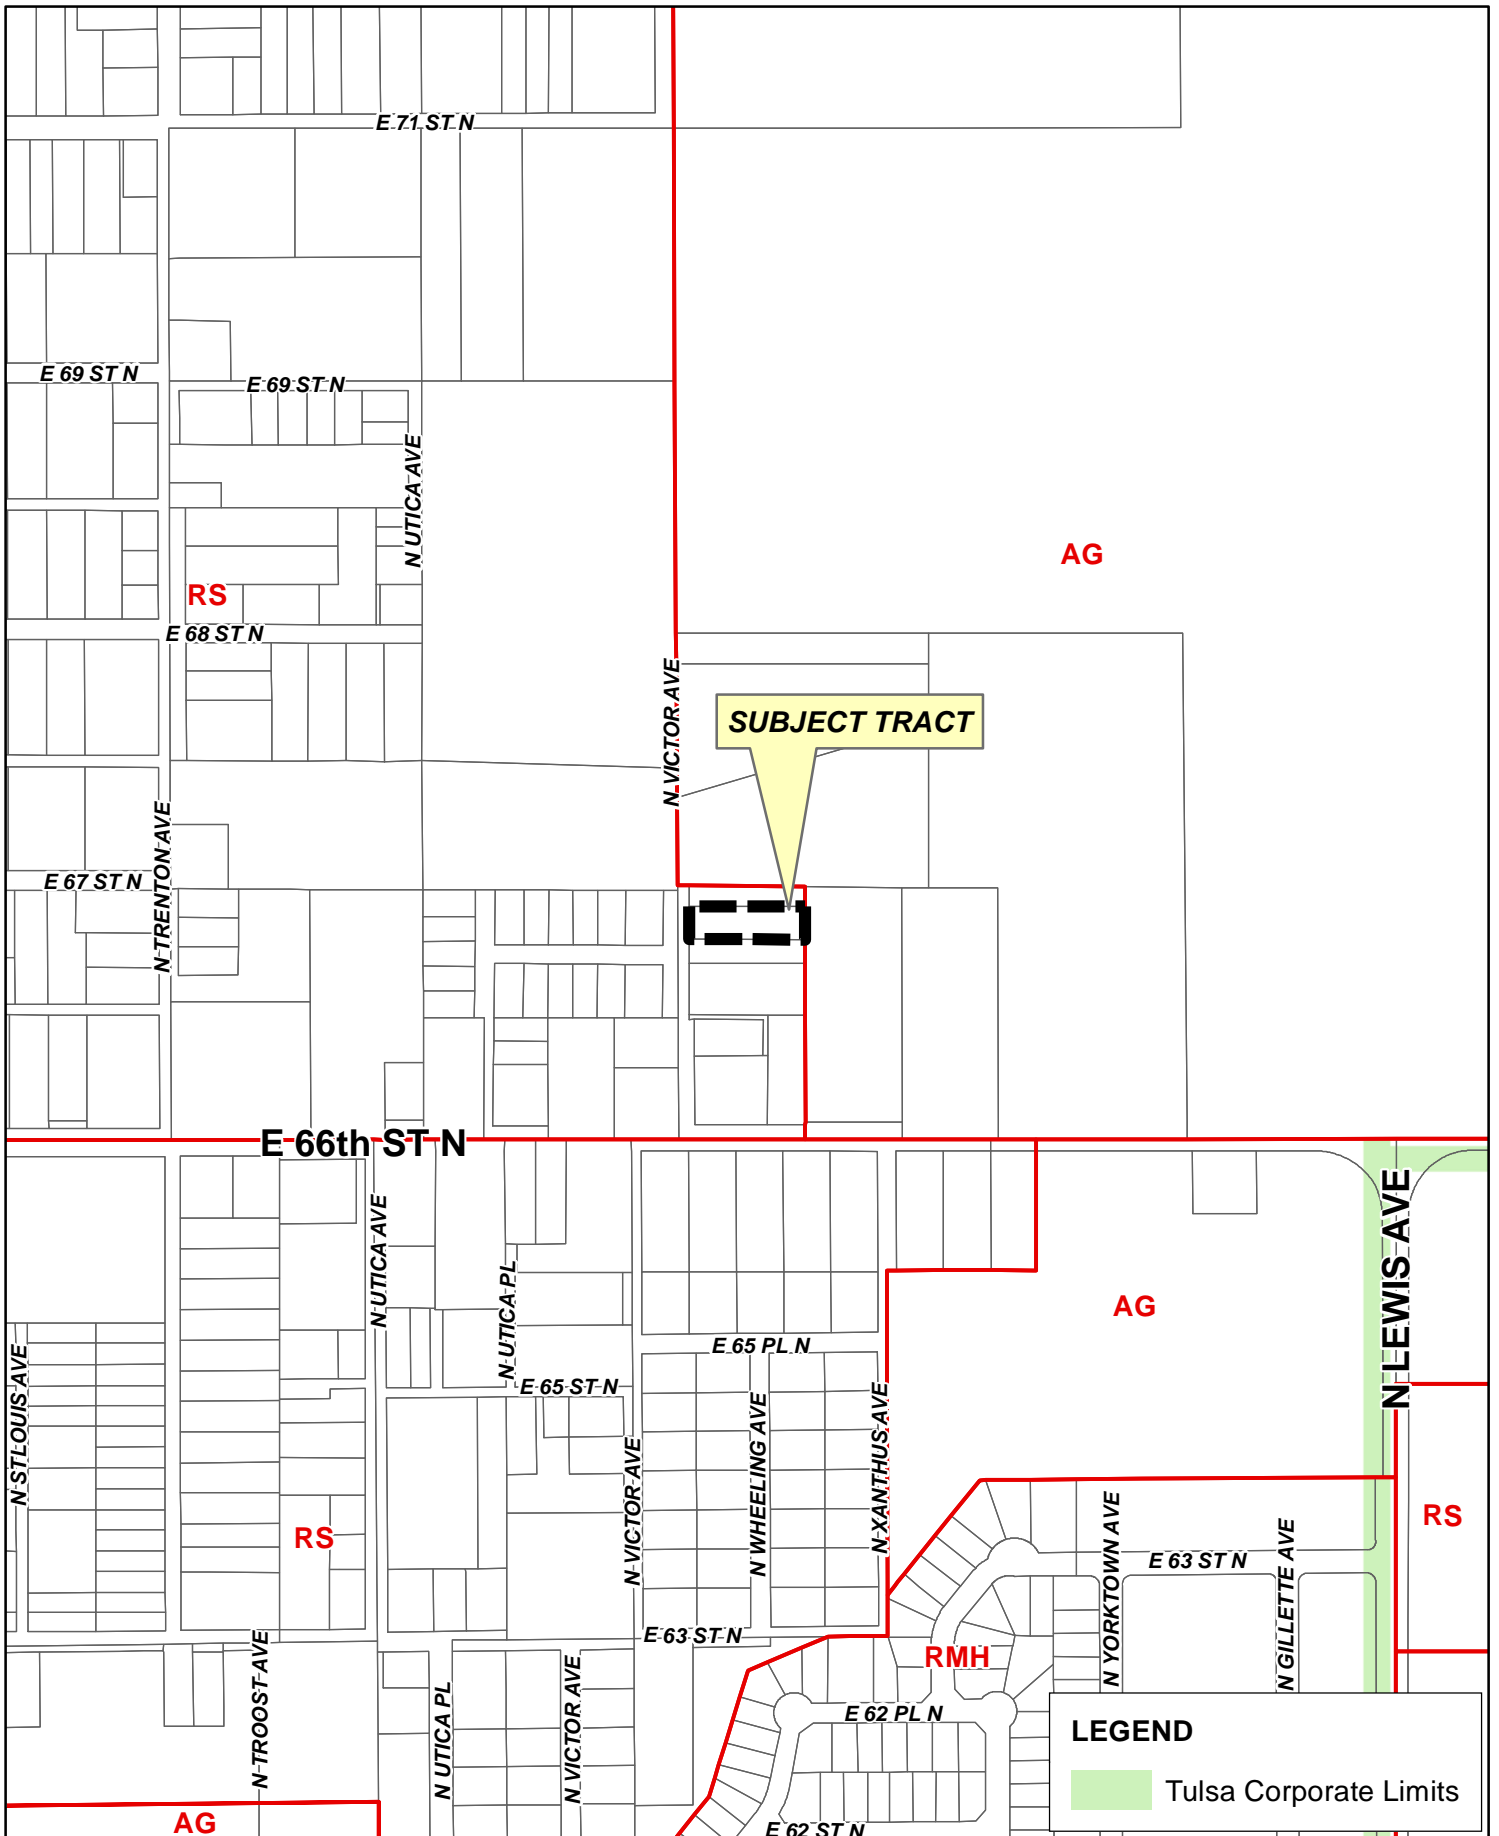 E 71 ST N
E 69 ST N
E 69 ST N
N UTICA AVE
AG
RS
E 68 ST N
N VICTOR AVE
SUBJECT TRACT
N TRENTON AVE
E 67 ST N
E 66th ST N
N LEWIS AVE
N UTICA AVE
N UTICA PL
AG
E 65 PL N
N ST LOUIS AVE
E 65 ST N
N WHEELING AVE
N XANTHUS AVE
N VICTOR AVE
RS
RS
N YORKTOWN AVE
E 63 ST N
N GILLETTE AVE
E 63 ST N
N TROOST AVE
RMH
N UTICA PL
N VICTOR AVE
E 62 PL N
LEGEND
Tulsa Corporate Limits
AG
E 62 ST N